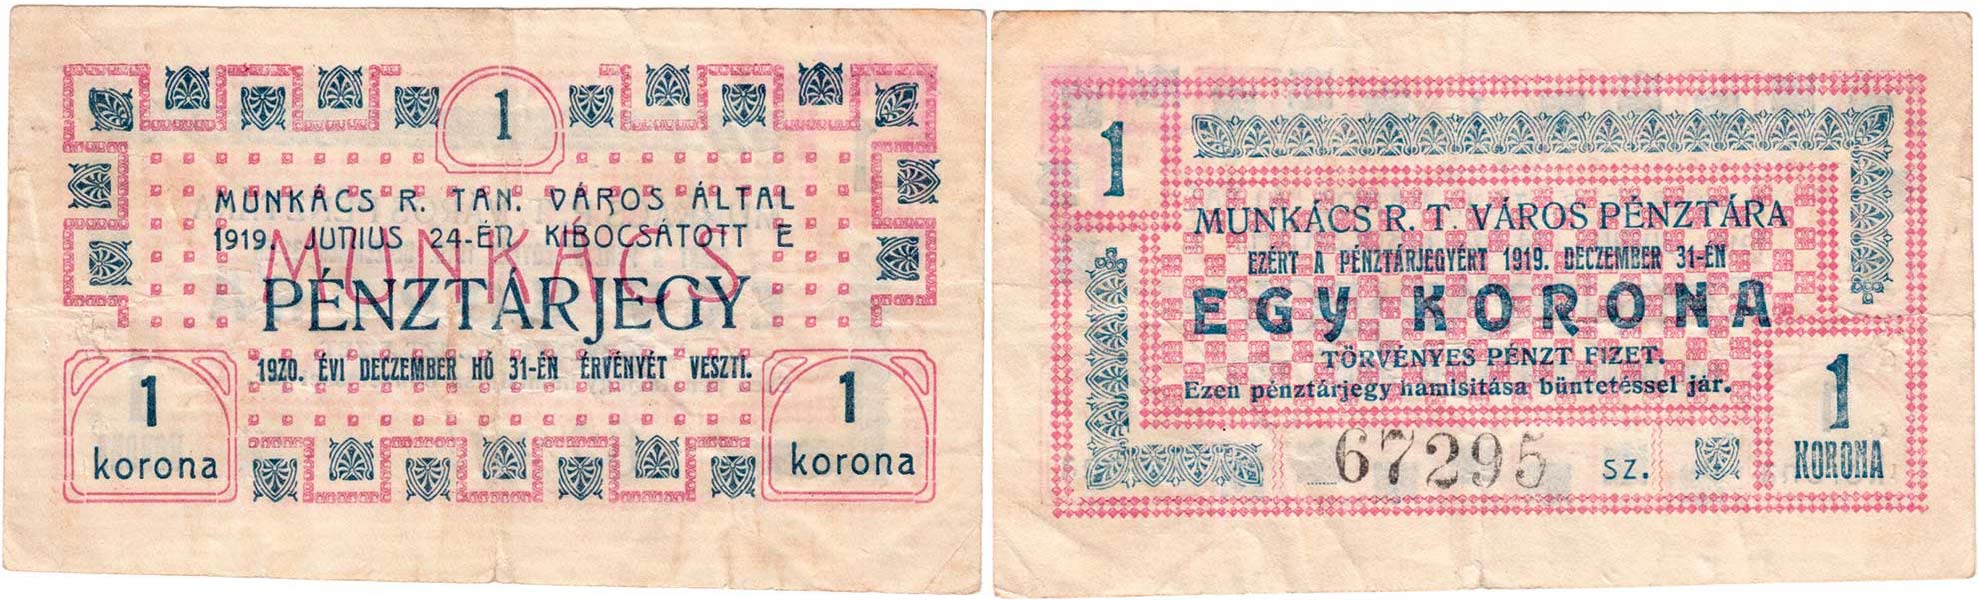 1
MUNKÁCS R. TAN. VÁROS ÁLTAL
1919. JUNIUS 24-ÉN KIBOCSÁTOTT E
MUNKÁCS
PÉNZTÁRJEGY
1920. ÉVI DECZEMBER HÓ 31-ÉN ÉRVÉNYÉT VESZTI.
1
korona
1
korona
1
MUNKÁCS R. T. VÁROS PÉNZTÁRA
EZÉRT A PÉNZTÁRJEGYÉRT 1919. DECZEMBER 31-ÉN
EGY KORONA
TÖRVÉNYES PÉNZT FIZET.
Ezen pénztárjegy hamisitása büntetéssel jár.
67295 SZ.
1
KORONA